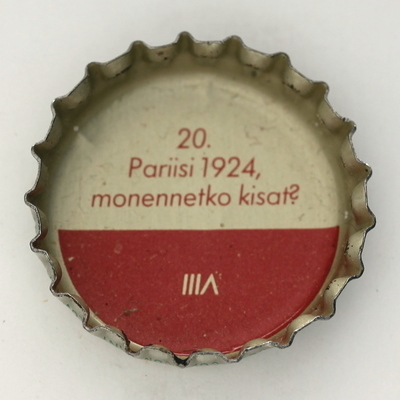 20.
Pariisi 1924,
monennetko kisat?
VIII